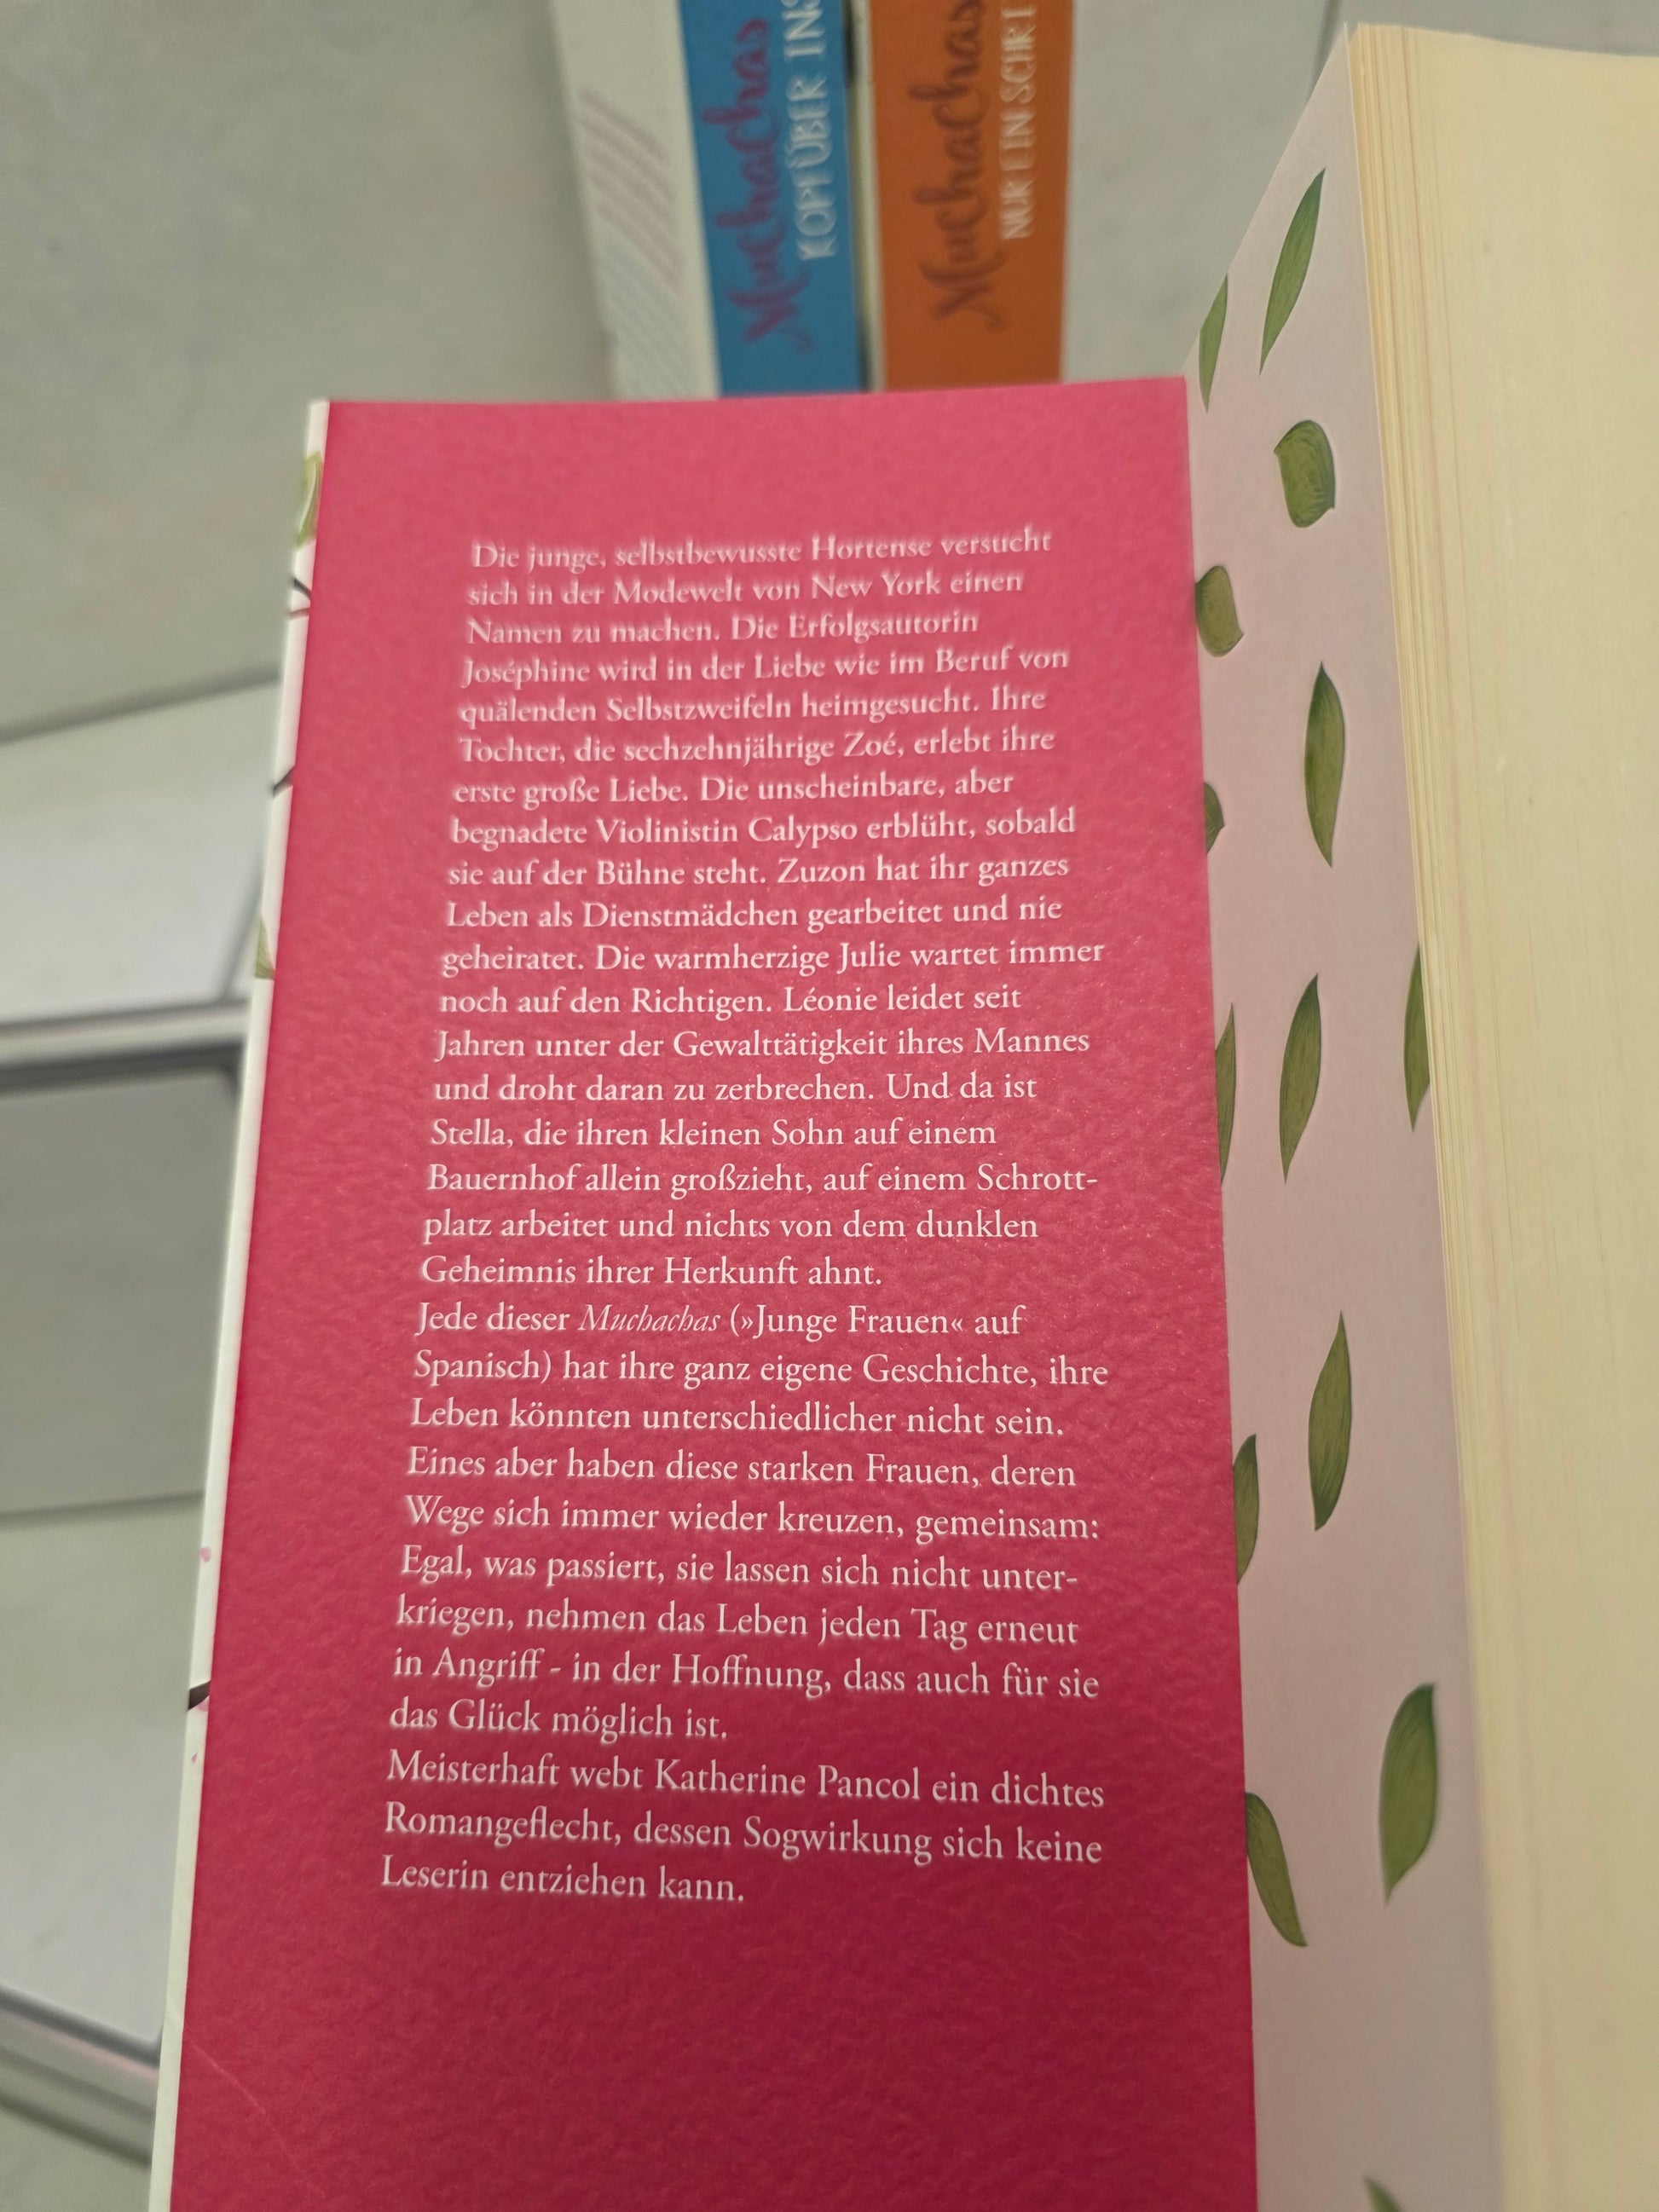 Muchachas
KOPFÜBER INS
Muchachas
NUR EIN
Die junge, selbstbewusste Hortense versucht
sich in der Modewelt von New York einen
Namen zu machen. Die Erfolgsautorin
Joséphine wird in der Liebe wie im Beruf von
quälenden Selbstzweifeln heimgesucht. Ihre
Tochter, die sechzehnjährige Zoé, erlebt ihre
erste große Liebe. Die unscheinbare, aber
begnadete Violinistin Calypso erblüht, sobald
sie auf der Bühne steht. Zuzon hat ihr ganzes
Leben als Dienstmädchen gearbeitet und nie
geheiratet. Die warmherzige Julie wartet immer
noch auf den Richtigen. Léonie leidet seit
Jahren unter der Gewalttätigkeit ihres Mannes
und droht daran zu zerbrechen. Und da ist
Stella, die ihren kleinen Sohn auf einem
Bauernhof allein großzieht, auf einem Schrott-
platz arbeitet und nichts von dem dunklen
Geheimnis ihrer Herkunft ahnt.
Jede dieser Muchachas (»Junge Frauen« auf
Spanisch) hat ihre ganz eigene Geschichte, ihre
Leben könnten unterschiedlicher nicht sein.
Eines aber haben diese starken Frauen, deren
Wege sich immer wieder kreuzen, gemeinsam:
Egal, was passiert, sie lassen sich nicht unter-
kriegen, nehmen das Leben jeden Tag erneut
in Angriff - in der Hoffnung, dass auch für sie
das Glück möglich ist.
Meisterhaft webt Katherine Pancol ein dichtes
Romangeflecht, dessen Sogwirkung sich keine
Leserin entziehen kann.